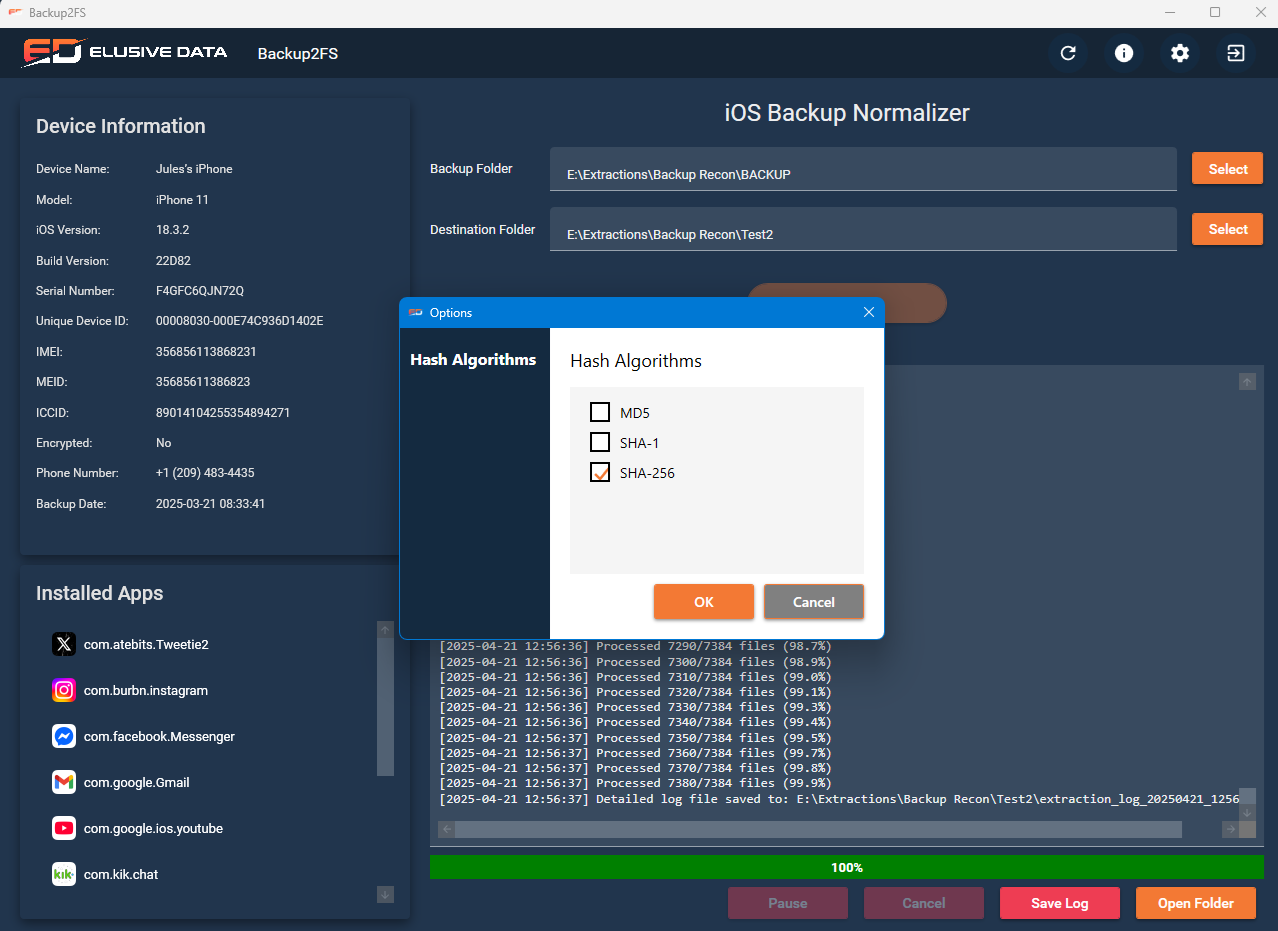 Backup2FS
ED ELUSIVE DATA Backup2FS
Device Information
Device Name: Jules's iPhone
Model: iPhone 11
iOS Version: 18.3.2
Build Version: 22D82
Serial Number: F4GFC6QJN72Q
Unique Device ID: 00008030-000E74C936D1402E
IMEI: 356856113868231
MEID: 35685611386823
ICCID: 89014104255354894271
Encrypted: No
Phone Number: +1 (209) 483-4435
Backup Date: 2025-03-21 08:33:41
Installed Apps
com.atebits.Tweetie2
com.burbn.instagram
com.facebook.Messenger
com.google.Gmail
com.google.ios.youtube
kik com.kik.chat
iOS Backup Normalizer
Backup Folder E:\Extractions\Backup Recon\BACKUP Select
Destination Folder E:\Extractions\Backup Recon\Test2 Select
ED Options
Hash Algorithms
Hash Algorithms
MD5
SHA-1
SHA-256
OK Cancel
[2025-04-21 12:56:36] Processed 7290/7384 files (98.7%)
[2025-04-21 12:56:36] Processed 7300/7384 files (98.9%)
[2025-04-21 12:56:36] Processed 7310/7384 files (99.0%)
[2025-04-21 12:56:36] Processed 7320/7384 files (99.1%)
[2025-04-21 12:56:36] Processed 7330/7384 files (99.3%)
[2025-04-21 12:56:36] Processed 7340/7384 files (99.4%)
[2025-04-21 12:56:37] Processed 7350/7384 files (99.5%)
[2025-04-21 12:56:37] Processed 7360/7384 files (99.7%)
[2025-04-21 12:56:37] Processed 7370/7384 files (99.8%)
[2025-04-21 12:56:37] Processed 7380/7384 files (99.9%)
[2025-04-21 12:56:37] Detailed log file saved to: E:\Extractions\Backup Recon\Test2\extraction_log_20250421_1256
100%
Pause Cancel Save Log Open Folder